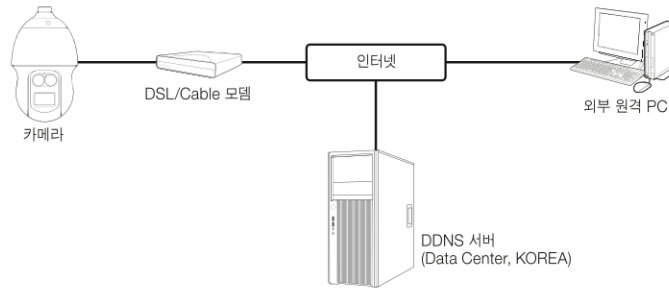 인터넷
DSL/Cable 모뎀
카메라
외부 원격 PC
DDNS 서버
(Data Center, KOREA)